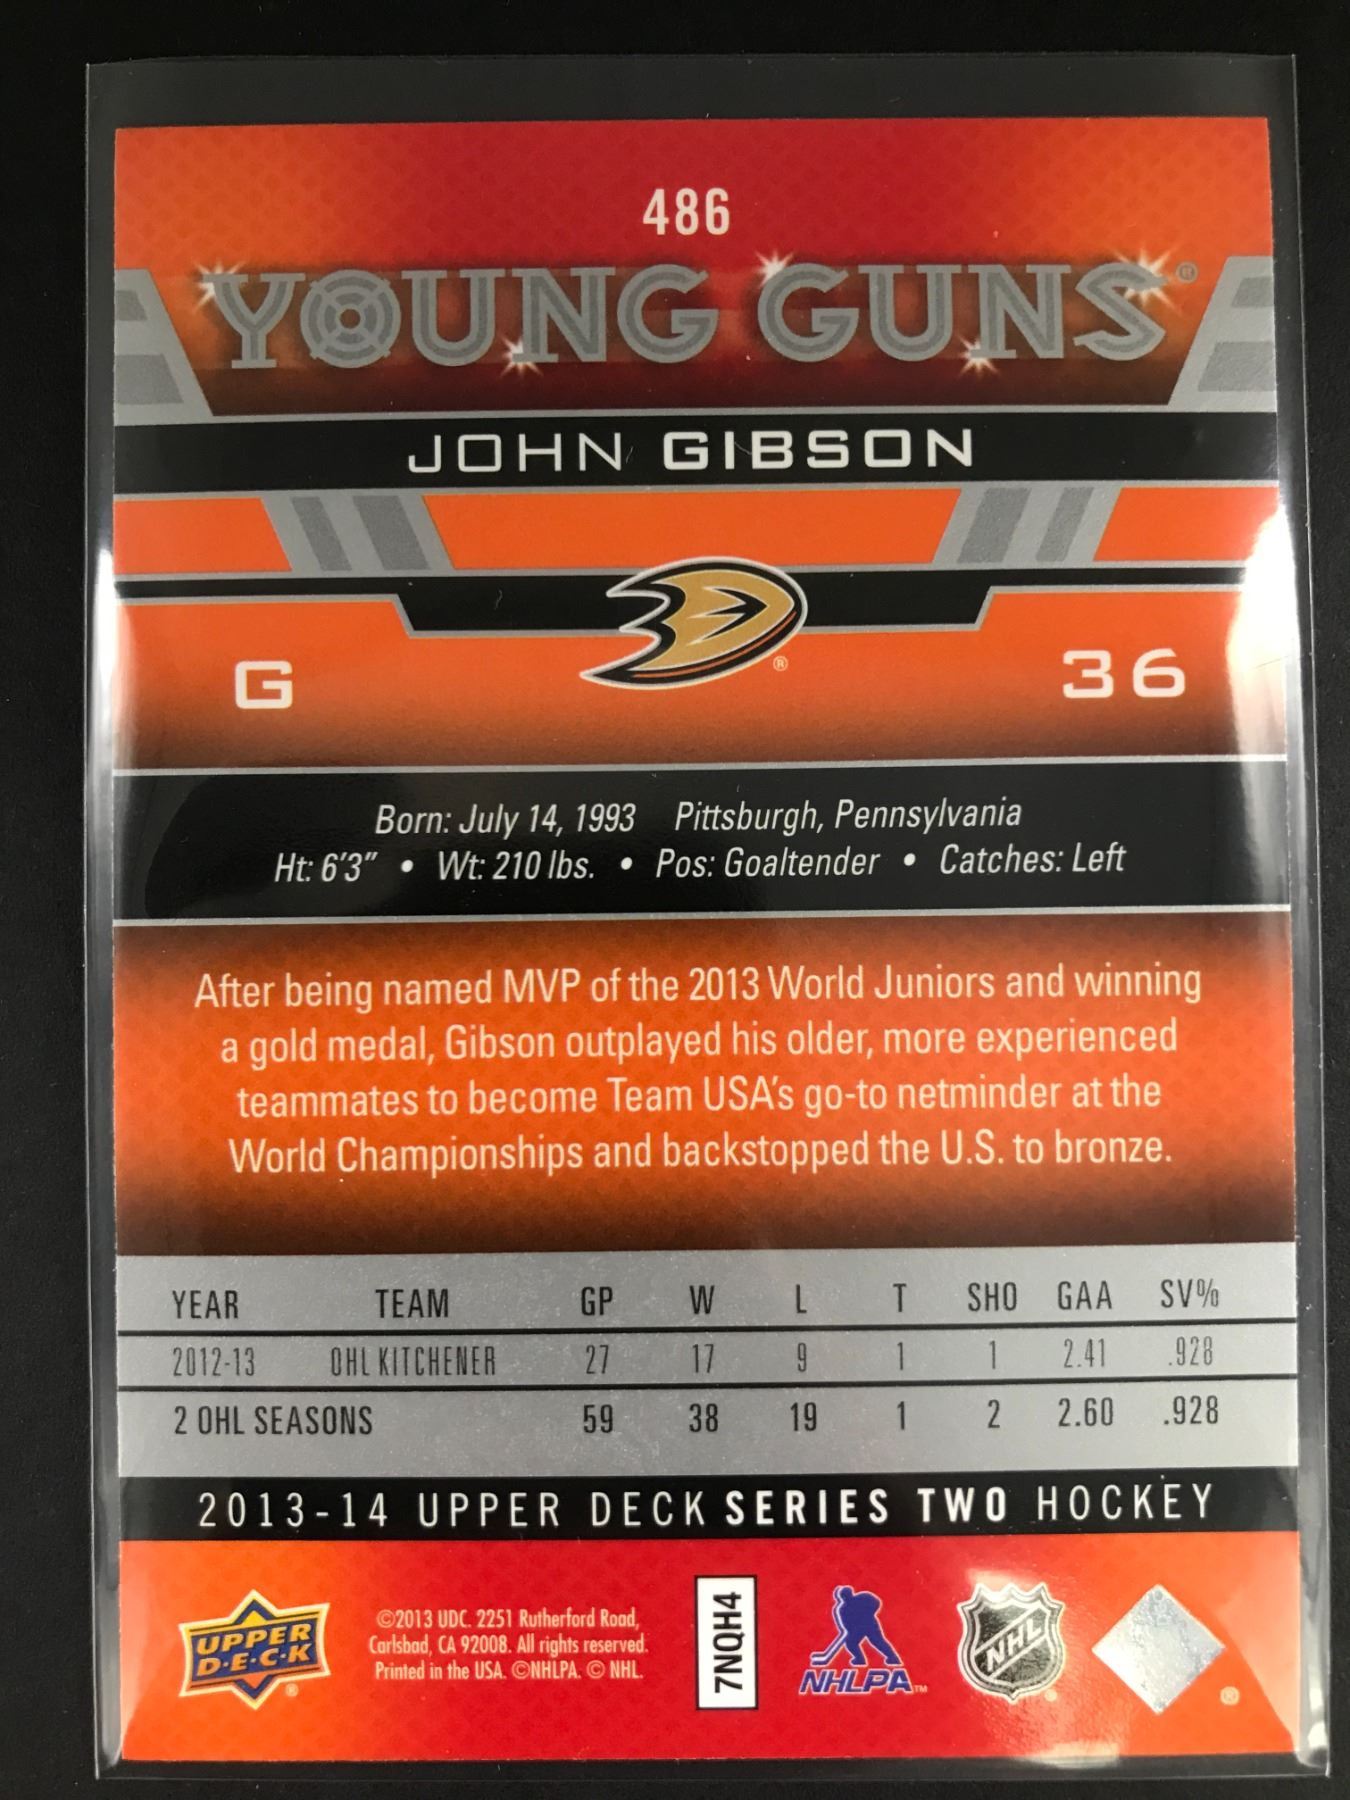 486
YOUNG GUNS®
JOHN GIBSON
®
G 36
Born: July 14, 1993 Pittsburgh, Pennsylvania
Ht: 6'3" • Wt: 210 lbs. • Pos: Goaltender • Catches: Left
After being named MVP of the 2013 World Juniors and winning
a gold medal, Gibson outplayed his older, more experienced
teammates to become Team USA's go-to netminder at the
World Championships and backstopped the U.S. to bronze.
YEAR TEAM GP W L T SHO GAA SV%
2012-13 OHL KITCHENER 27 17 9 1 1 2.41 .928
2 OHL SEASONS 59 38 19 1 2 2.60 .928
2013-14 UPPER DECK SERIES TWO HOCKEY
UPPER
D·E·C·K
®
©2013 UDC. 2251 Rutherford Road,
Carlsbad, CA 92008. All rights reserved.
Printed in the USA. ©NHLPA. © NHL.
7NQH4
NHLPA™
NHL
®
®